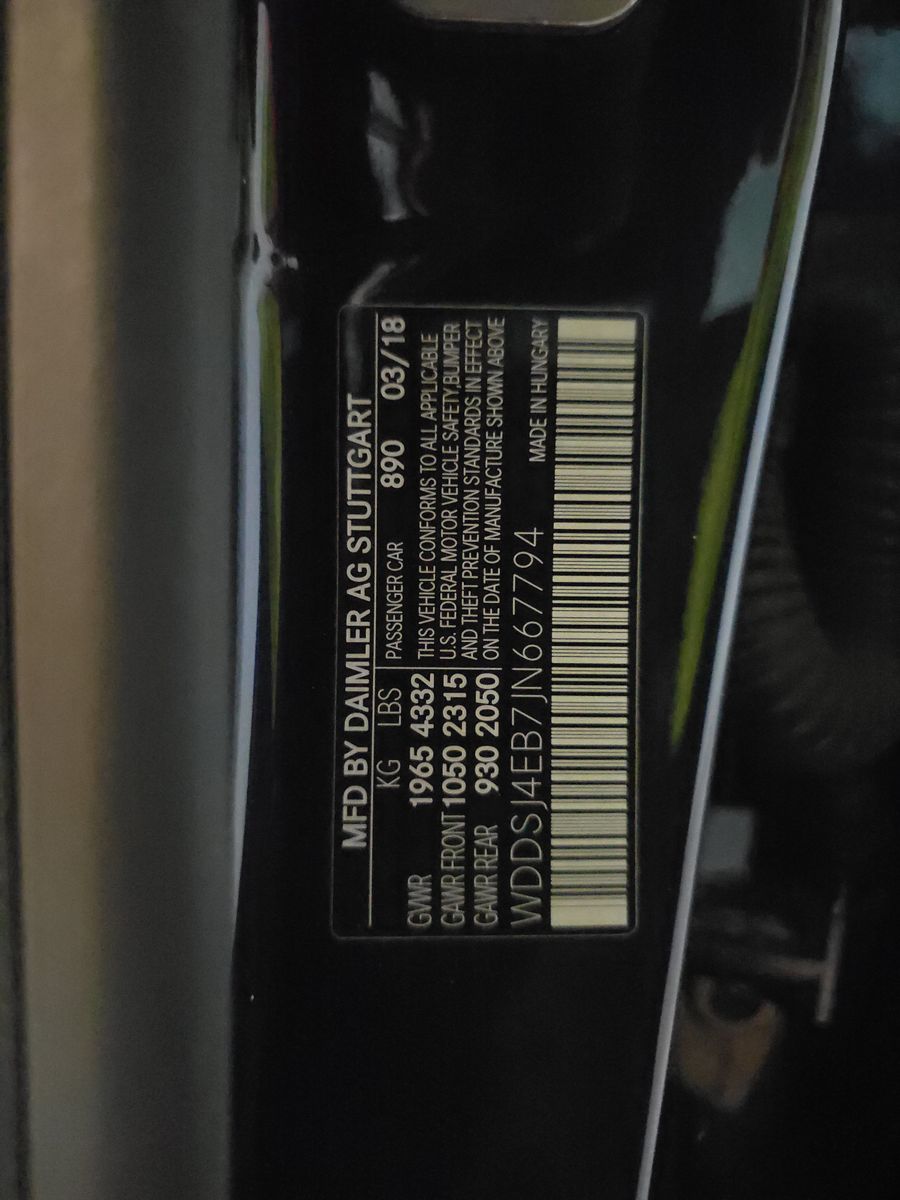 MFD BY DAIMLER AG STUTTGART
KG LBS PASSENGER CAR 890 03/18
GVWR 1965 4332 THIS VEHICLE CONFORMS TO ALL APPLICABLE
GAWR FRONT 1050 2315 U.S. FEDERAL MOTOR VEHICLE SAFETY,BUMPER
AND THEFT PREVENTION STANDARDS IN EFFECT
GAWR REAR 930 2050 ON THE DATE OF MANUFACTURE SHOWN ABOVE
WDDSJ4EB7JN667794 MADE IN HUNGARY